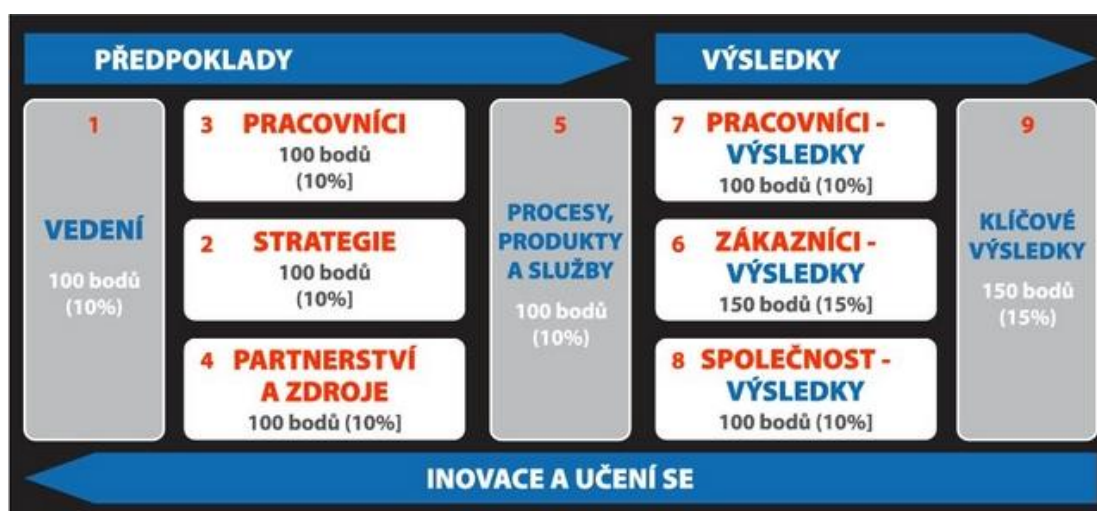 PŘEDPOKLADY
VÝSLEDKY
1
VEDENÍ
100 bodů
(10%)
3 PRACOVNÍCI
100 bodů
(10%]
2 STRATEGIE
100 bodů
(10%]
4 PARTNERSTVÍ
A ZDROJE
100 bodů (10%]
5
PROCESY,
PRODUKTY
A SLUŽBY
100 bodů
(10%)
7 PRACOVNÍCI -
VÝSLEDKY
100 bodů (10%]
6 ZÁKAZNÍCI -
VÝSLEDKY
150 bodů (15%]
8 SPOLEČNOST -
VÝSLEDKY
100 bodů (10%]
9
KLÍČOVÉ
VÝSLEDKY
150 bodů
(15%)
INOVACE A UČENÍ SE